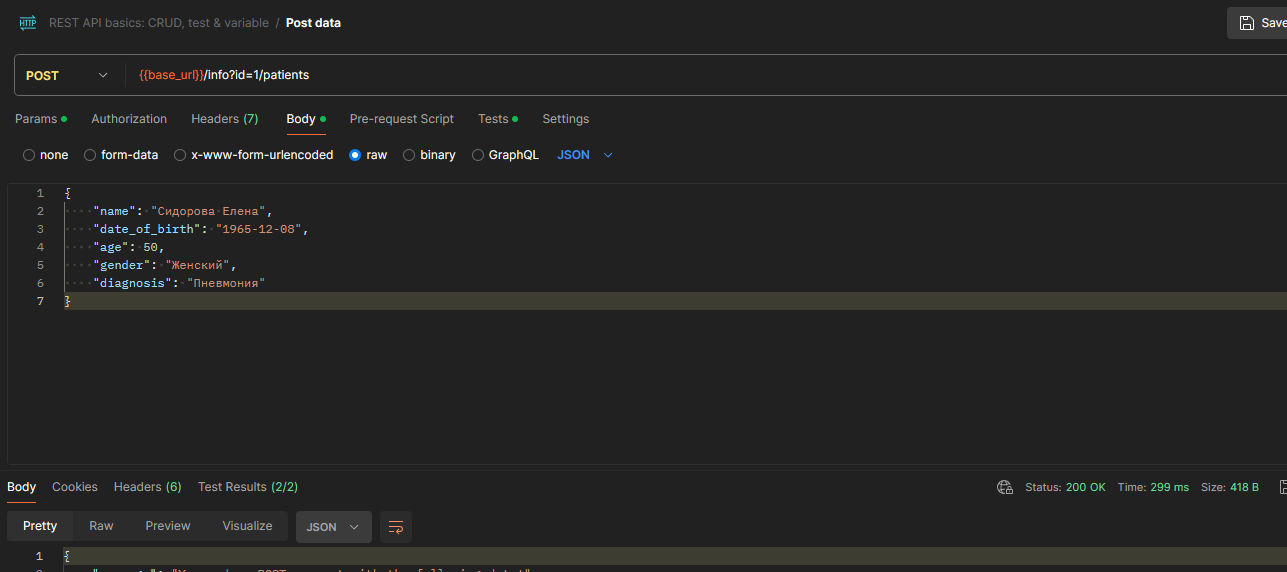 HTTP REST API basics: CRUD, test & variable / Post data Save
POST {{base_url}}/info?id=1/patients
Params Authorization Headers (7) Body Pre-request Script Tests Settings
none form-data x-www-form-urlencoded raw binary GraphQL JSON
1 {
2 "name": "Сидорова Елена",
3 "date_of_birth": "1965-12-08",
4 "age": 50,
5 "gender": "Женский",
6 "diagnosis": "Пневмония"
7 }
Body Cookies Headers (6) Test Results (2/2) Status: 200 OK Time: 299 ms Size: 418 B
Pretty Raw Preview Visualize JSON
1 {